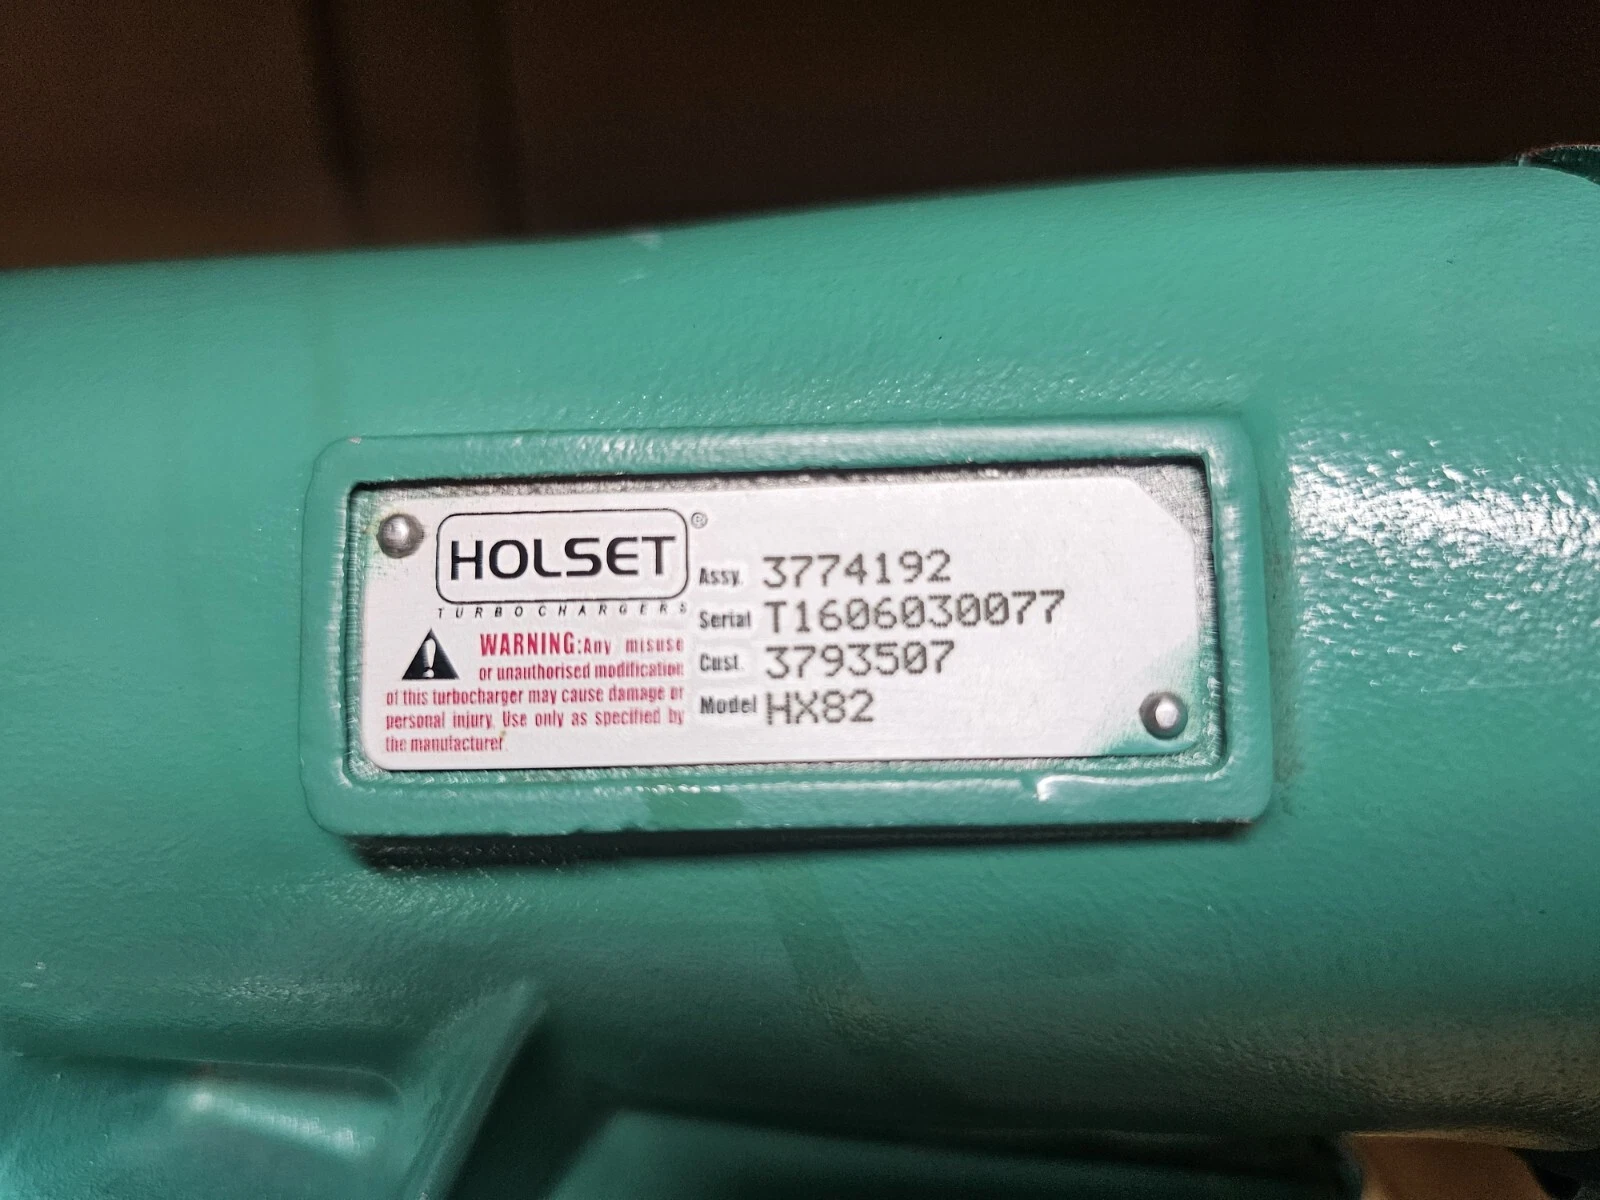 HOLSET®
TURBOCHARGERS
WARNING: Any misuse
or unauthorised modification
of this turbocharger may cause damage or
personal injury. Use only as specified by
the manufacturer.
Assy. 3774192
Serial T1606030077
Cust. 3793507
Model HX82